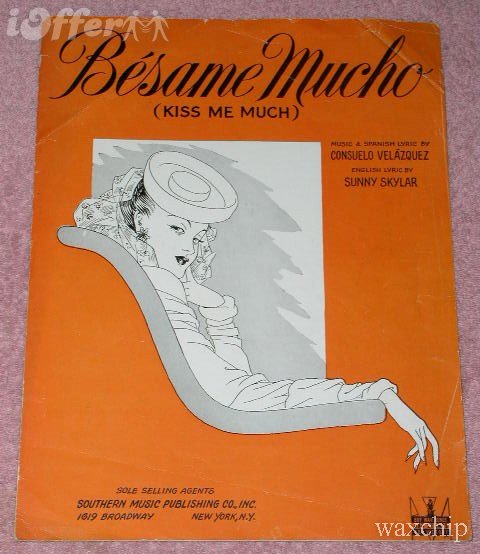 iOffer
Bésame Mucho
(KISS ME MUCH)
MUSIC & SPANISH LYRIC BY
CONSUELO VELÁZQUEZ
ENGLISH LYRIC BY
SUNNY SKYLAR
SOLE SELLING AGENTS
SOUTHERN MUSIC PUBLISHING CO., INC.
1619 BROADWAY NEW YORK, N.Y.
waxchip